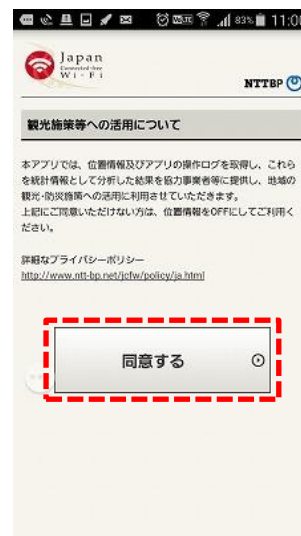 VoLTE 83% 11:00
Japan
Connected-free
Wi-Fi
NTTBP
観光施策等への活用について
本アプリでは、位置情報及びアプリの操作ログを取得し、これら
を統計情報として分析した結果を協力事業者等に提供し、地域の
観光・防災施策への活用に利用させていただきます。
上記にご同意いただけない方は、位置情報をOFFにしてご利用く
ださい。
詳細なプライバシーポリシー
http://www.ntt-bp.net/jcfw/policy/ja.html
同意する